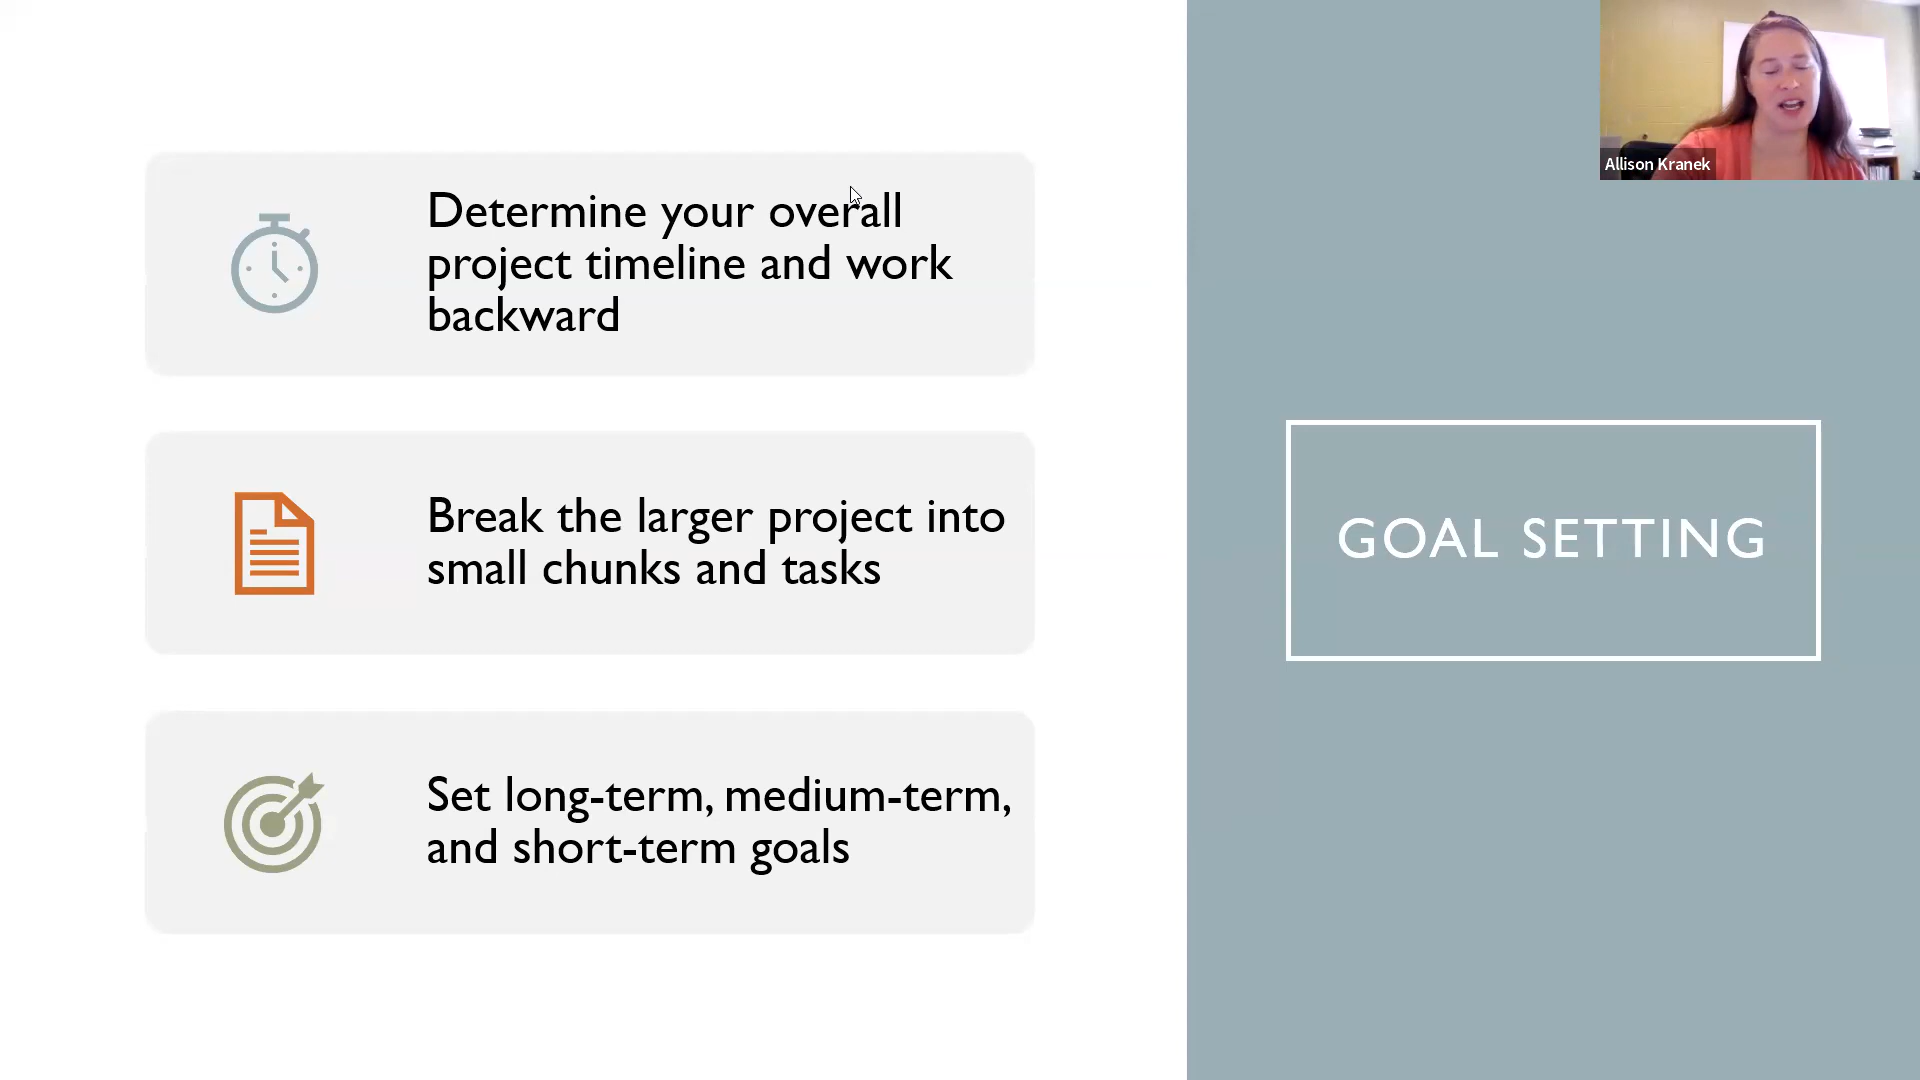 Determine your overall
project timeline and work
backward
Break the larger project into
small chunks and tasks
Set long-term, medium-term,
and short-term goals
GOAL SETTING
Allison Kranek